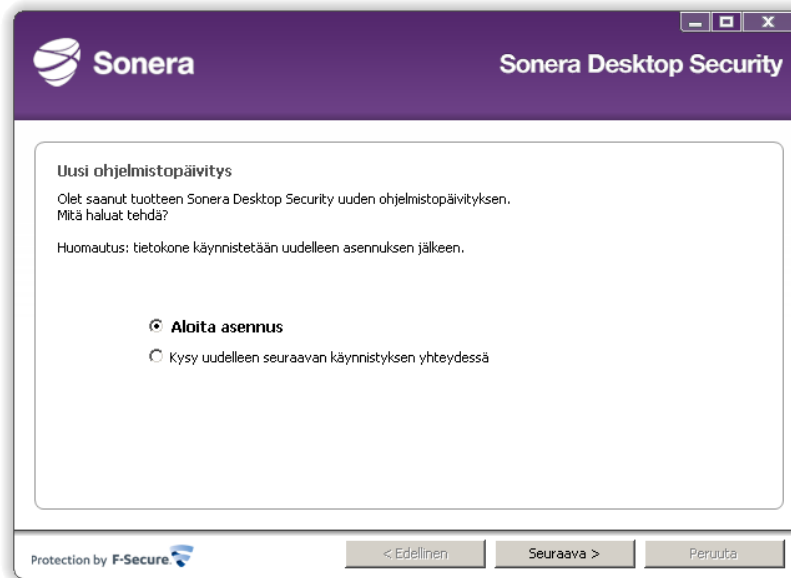 Sonera
Sonera Desktop Security
Uusi ohjelmistopäivitys
Olet saanut tuotteen Sonera Desktop Security uuden ohjelmistopäivityksen.
Mitä haluat tehdä?
Huomautus: tietokone käynnistetään uudelleen asennuksen jälkeen.
Aloita asennus
Kysy uudelleen seuraavan käynnistyksen yhteydessä
Protection by F-Secure.
< Edellinen
Seuraava >
Peruuta